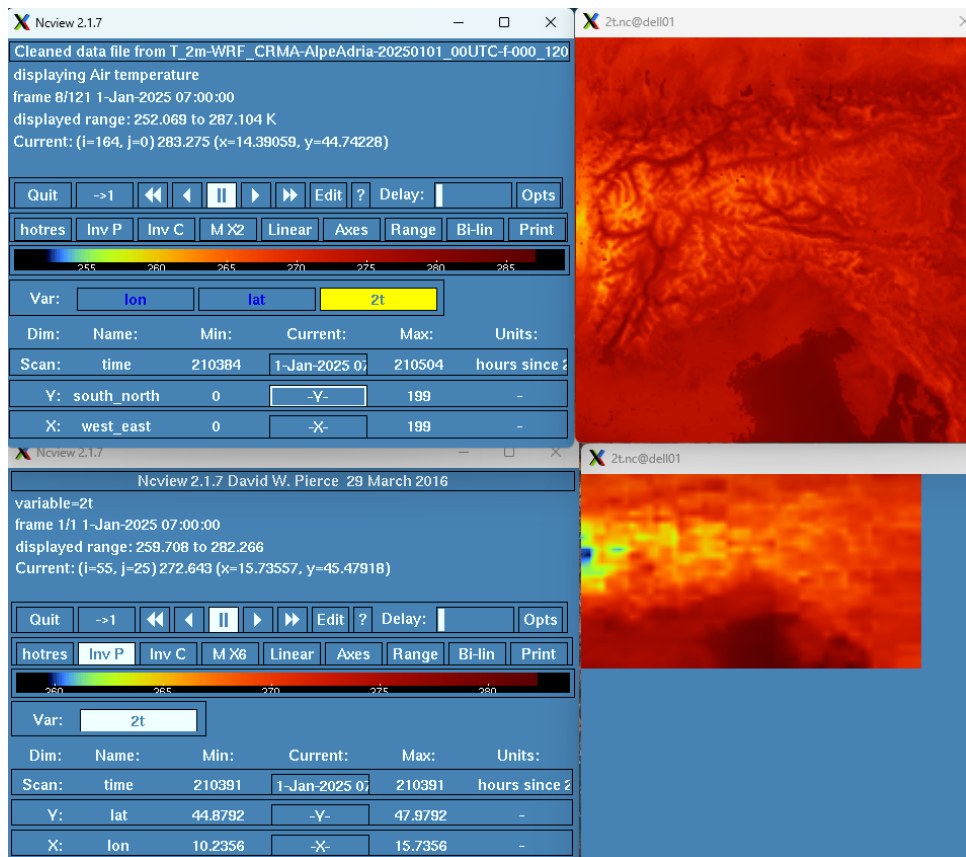 Ncview 2.1.7
Cleaned data file from T_2m-WRF_CRMA-AlpeAdria-20250101_00UTC-f-000_120
displaying Air temperature
frame 8/121 1-Jan-2025 07:00:00
displayed range: 252.069 to 287.104 K
Current: (i=164, j=0) 283.275 (x=14.39059, y=44.74228)
Quit ->1 Edit ? Delay: Opts
hotres Inv P Inv C M X2 Linear Axes Range Bi-lin Print
255 260 265 270 275 280 285
Var: lon lat 2t
Dim: Name: Min: Current: Max: Units:
Scan: time 210384 1-Jan-2025 07 210504 hours since 2
Y: south_north 0 -Y- 199 -
X: west_east 0 -X- 199 -
2t.nc@dell01
Ncview 2.1.7
Ncview 2.1.7 David W. Pierce 29 March 2016
variable=2t
frame 1/1 1-Jan-2025 07:00:00
displayed range: 259.708 to 282.266
Current: (i=55, j=25) 272.643 (x=15.73557, y=45.47918)
Quit ->1 Edit ? Delay: Opts
hotres Inv P Inv C M X6 Linear Axes Range Bi-lin Print
260 265 270 275 280
Var: 2t
Dim: Name: Min: Current: Max: Units:
Scan: time 210391 1-Jan-2025 07 210391 hours since 2
Y: lat 44.8792 -Y- 47.9792 -
X: lon 10.2356 -X- 15.7356 -
2t.nc@dell01